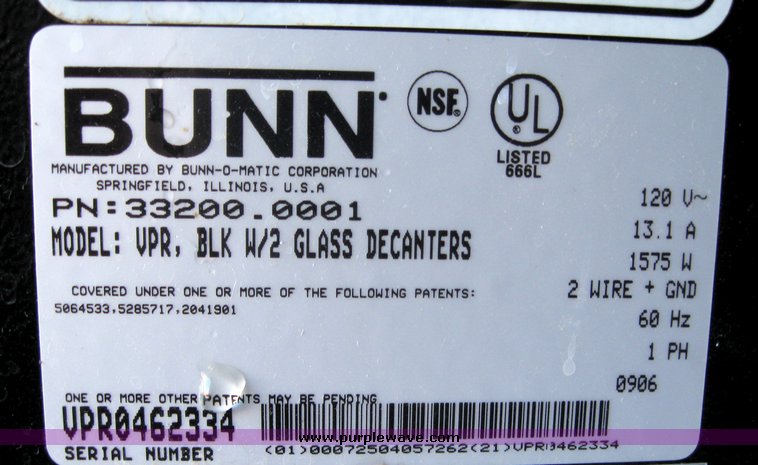 BUNN
NSF®
UL®
LISTED
666L
MANUFACTURED BY BUNN-O-MATIC CORPORATION
SPRINGFIELD, ILLINOIS, U.S.A
PN:33200.0001
MODEL: VPR, BLK W/2 GLASS DECANTERS
120 V~
13.1 A
1575 W
2 WIRE + GND
60 Hz
1 PH
0906
COVERED UNDER ONE OR MORE OF THE FOLLOWING PATENTS:
5064533,5285717,2041901
ONE OR MORE OTHER PATENTS MAY BE PENDING
VPR0462334
SERIAL NUMBER
(01)00072504057262(21)VPR0462334
www.purplewave.com